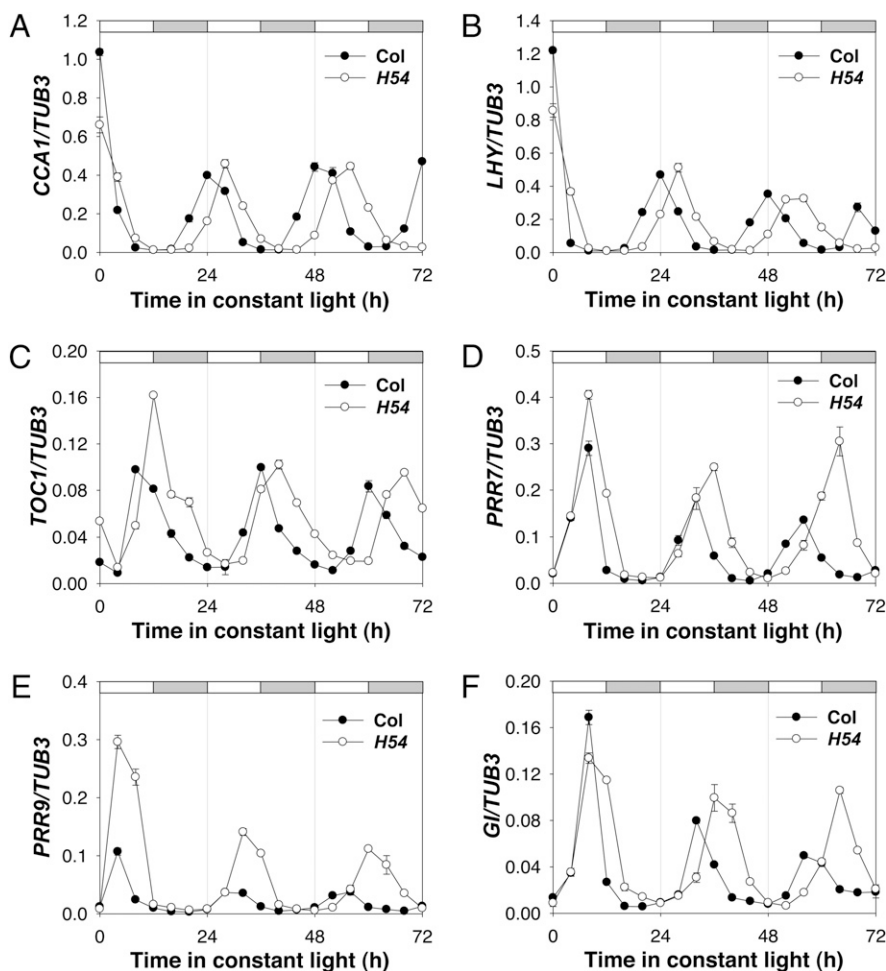 A
CCA1/TUB3
1.2
1.0
0.8
0.6
0.4
0.2
0.0
Col
H54
0 24 48 72
Time in constant light (h)
B
LHY/TUB3
1.4
1.2
1.0
0.8
0.6
0.4
0.2
0.0
Col
H54
0 24 48 72
Time in constant light (h)
C
TOC1/TUB3
0.20
0.16
0.12
0.08
0.04
0.00
Col
H54
0 24 48 72
Time in constant light (h)
D
PRR7/TUB3
0.5
0.4
0.3
0.2
0.1
0.0
Col
H54
0 24 48 72
Time in constant light (h)
E
PRR9/TUB3
0.4
0.3
0.2
0.1
0.0
Col
H54
0 24 48 72
Time in constant light (h)
F
GI/TUB3
0.20
0.16
0.12
0.08
0.04
0.00
Col
H54
0 24 48 72
Time in constant light (h)